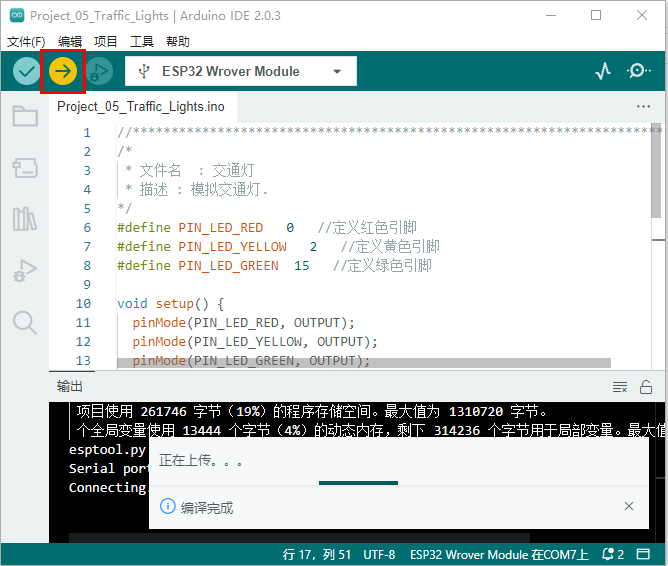 Project_05_Traffic_Lights | Arduino IDE 2.0.3
文件(F) 编辑 项目 工具 帮助
ESP32 Wrover Module
Project_05_Traffic_Lights.ino
1 //**********************************************************************
2 /*
3 * 文件名 : 交通灯
4 * 描述 : 模拟交通灯.
5 */
6 #define PIN_LED_RED 0 //定义红色引脚
7 #define PIN_LED_YELLOW 2 //定义黄色引脚
8 #define PIN_LED_GREEN 15 //定义绿色引脚
9
10 void setup() {
11 pinMode(PIN_LED_RED, OUTPUT);
12 pinMode(PIN_LED_YELLOW, OUTPUT);
13 pinMode(PIN_LED_GREEN, OUTPUT);
输出
项目使用 261746 字节（19%）的程序存储空间。最大值为 1310720 字节。
个全局变量使用 13444 个字节（4%）的动态内存，剩下 314236 个字节用于局部变量。最大值
esptool.py
Serial port
Connecting.
正在上传。。。
编译完成
行 17，列 51 UTF-8 ESP32 Wrover Module 在COM7上 2